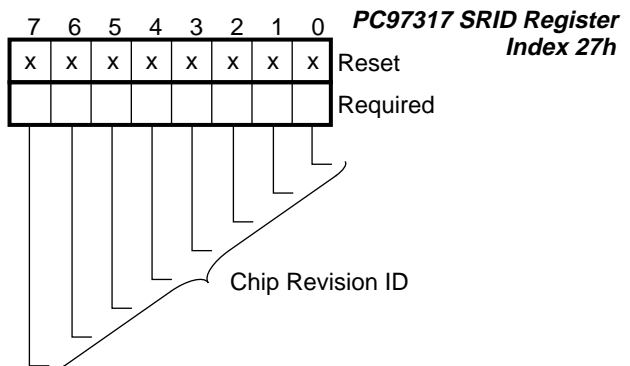 PC97317 SRID Register
Index 27h
7 6 5 4 3 2 1 0
x x x x x x x x Reset
Required
Chip Revision ID